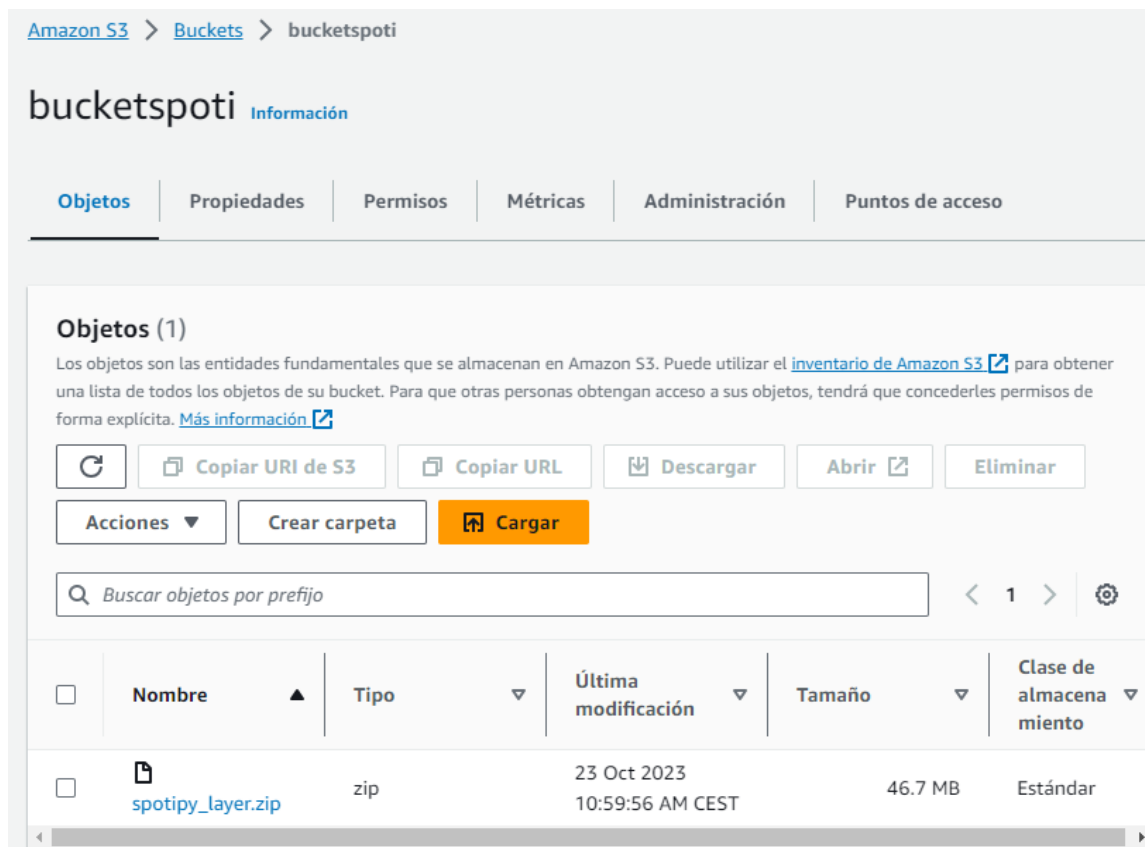 Amazon S3 > Buckets > bucketspoti
bucketspoti Información
Objetos Propiedades Permisos Métricas Administración Puntos de acceso
Objetos (1)
Los objetos son las entidades fundamentales que se almacenan en Amazon S3. Puede utilizar el inventario de Amazon S3 para obtener
una lista de todos los objetos de su bucket. Para que otras personas obtengan acceso a sus objetos, tendrá que concederles permisos de
forma explícita. Más información
Copiar URI de S3 Copiar URL Descargar Abrir Eliminar
Acciones Crear carpeta Cargar
Buscar objetos por prefijo < 1 >
Nombre Tipo Última modificación Tamaño Clase de almacena miento
spotipy_layer.zip zip 23 Oct 2023 10:59:56 AM CEST 46.7 MB Estándar